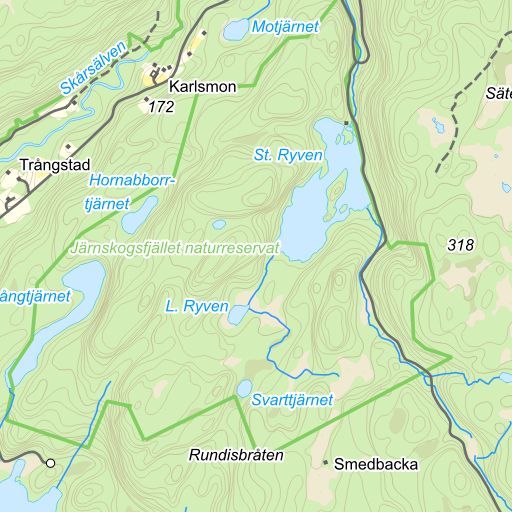 Motjärnet
Skärsälven
Karlsmon
172
Säte
St. Ryven
Trångstad
Hornabborr-
tjärnet
Järnskogsfjället naturreservat
318
ångtjärnet
L. Ryven
Svarttjärnet
Rundisbråten
Smedbacka